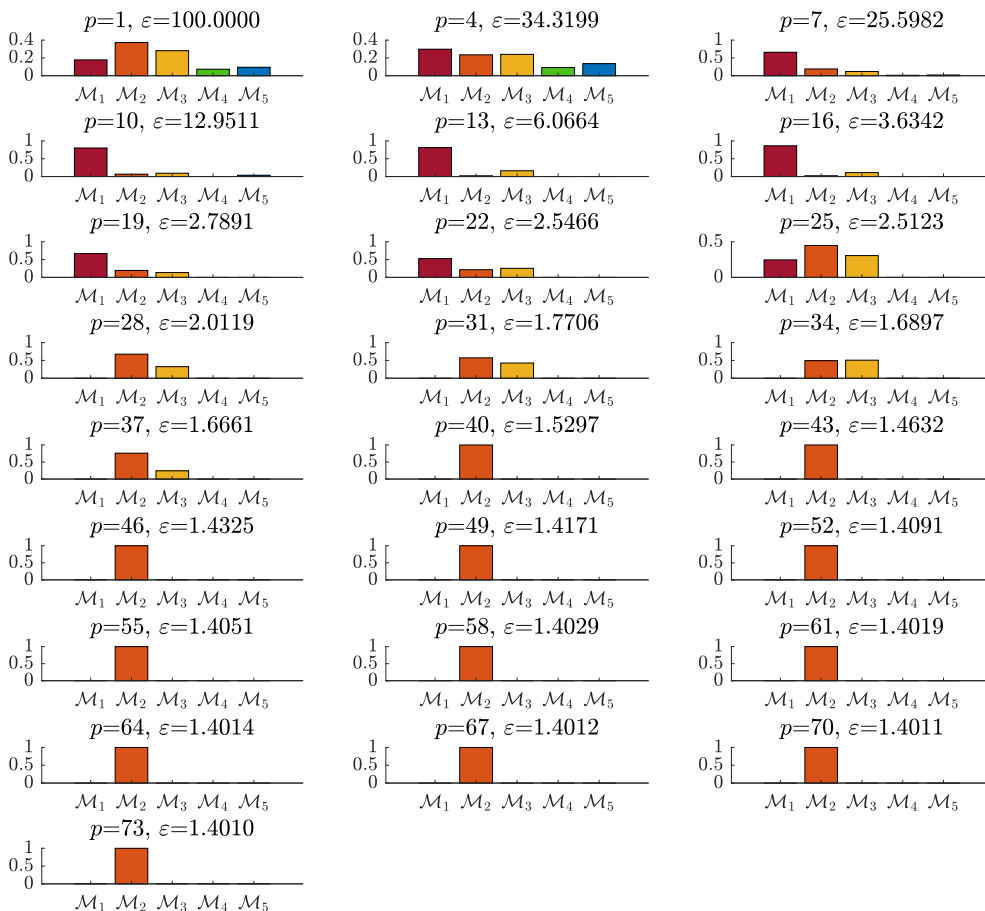 p=1, ε=100.0000
0.4
0.2
0
M₁ M₂ M₃ M₄ M₅
p=4, ε=34.3199
0.4
0.2
0
M₁ M₂ M₃ M₄ M₅
p=7, ε=25.5982
1
0.5
0
M₁ M₂ M₃ M₄ M₅
p=10, ε=12.9511
1
0.5
0
M₁ M₂ M₃ M₄ M₅
p=13, ε=6.0664
1
0.5
0
M₁ M₂ M₃ M₄ M₅
p=16, ε=3.6342
1
0.5
0
M₁ M₂ M₃ M₄ M₅
p=19, ε=2.7891
1
0.5
0
M₁ M₂ M₃ M₄ M₅
p=22, ε=2.5466
1
0.5
0
M₁ M₂ M₃ M₄ M₅
p=25, ε=2.5123
0.5
0
M₁ M₂ M₃ M₄ M₅
p=28, ε=2.0119
1
0.5
0
M₁ M₂ M₃ M₄ M₅
p=31, ε=1.7706
1
0.5
0
M₁ M₂ M₃ M₄ M₅
p=34, ε=1.6897
1
0.5
0
M₁ M₂ M₃ M₄ M₅
p=37, ε=1.6661
1
0.5
0
M₁ M₂ M₃ M₄ M₅
p=40, ε=1.5297
1
0.5
0
M₁ M₂ M₃ M₄ M₅
p=43, ε=1.4632
1
0.5
0
M₁ M₂ M₃ M₄ M₅
p=46, ε=1.4325
1
0.5
0
M₁ M₂ M₃ M₄ M₅
p=49, ε=1.4171
1
0.5
0
M₁ M₂ M₃ M₄ M₅
p=52, ε=1.4091
1
0.5
0
M₁ M₂ M₃ M₄ M₅
p=55, ε=1.4051
1
0.5
0
M₁ M₂ M₃ M₄ M₅
p=58, ε=1.4029
1
0.5
0
M₁ M₂ M₃ M₄ M₅
p=61, ε=1.4019
1
0.5
0
M₁ M₂ M₃ M₄ M₅
p=64, ε=1.4014
1
0.5
0
M₁ M₂ M₃ M₄ M₅
p=67, ε=1.4012
1
0.5
0
M₁ M₂ M₃ M₄ M₅
p=70, ε=1.4011
1
0.5
0
M₁ M₂ M₃ M₄ M₅
p=73, ε=1.4010
1
0.5
0
M₁ M₂ M₃ M₄ M₅